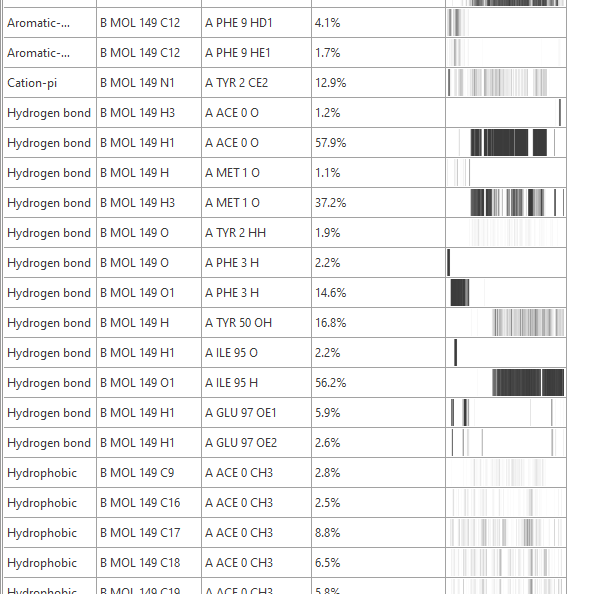 Aromatic-... B MOL 149 C12 A PHE 9 HD1 4.1%
Aromatic-... B MOL 149 C12 A PHE 9 HE1 1.7%
Cation-pi B MOL 149 N1 A TYR 2 CE2 12.9%
Hydrogen bond B MOL 149 H3 A ACE 0 O 1.2%
Hydrogen bond B MOL 149 H1 A ACE 0 O 57.9%
Hydrogen bond B MOL 149 H A MET 1 O 1.1%
Hydrogen bond B MOL 149 H3 A MET 1 O 37.2%
Hydrogen bond B MOL 149 O A TYR 2 HH 1.9%
Hydrogen bond B MOL 149 O A PHE 3 H 2.2%
Hydrogen bond B MOL 149 O1 A PHE 3 H 14.6%
Hydrogen bond B MOL 149 H A TYR 50 OH 16.8%
Hydrogen bond B MOL 149 H1 A ILE 95 O 2.2%
Hydrogen bond B MOL 149 O1 A ILE 95 H 56.2%
Hydrogen bond B MOL 149 H1 A GLU 97 OE1 5.9%
Hydrogen bond B MOL 149 H1 A GLU 97 OE2 2.6%
Hydrophobic B MOL 149 C9 A ACE 0 CH3 2.8%
Hydrophobic B MOL 149 C16 A ACE 0 CH3 2.5%
Hydrophobic B MOL 149 C17 A ACE 0 CH3 8.8%
Hydrophobic B MOL 149 C18 A ACE 0 CH3 6.5%
Hydrophobic B MOL 149 C19 A ACE 0 CH3 5.8%